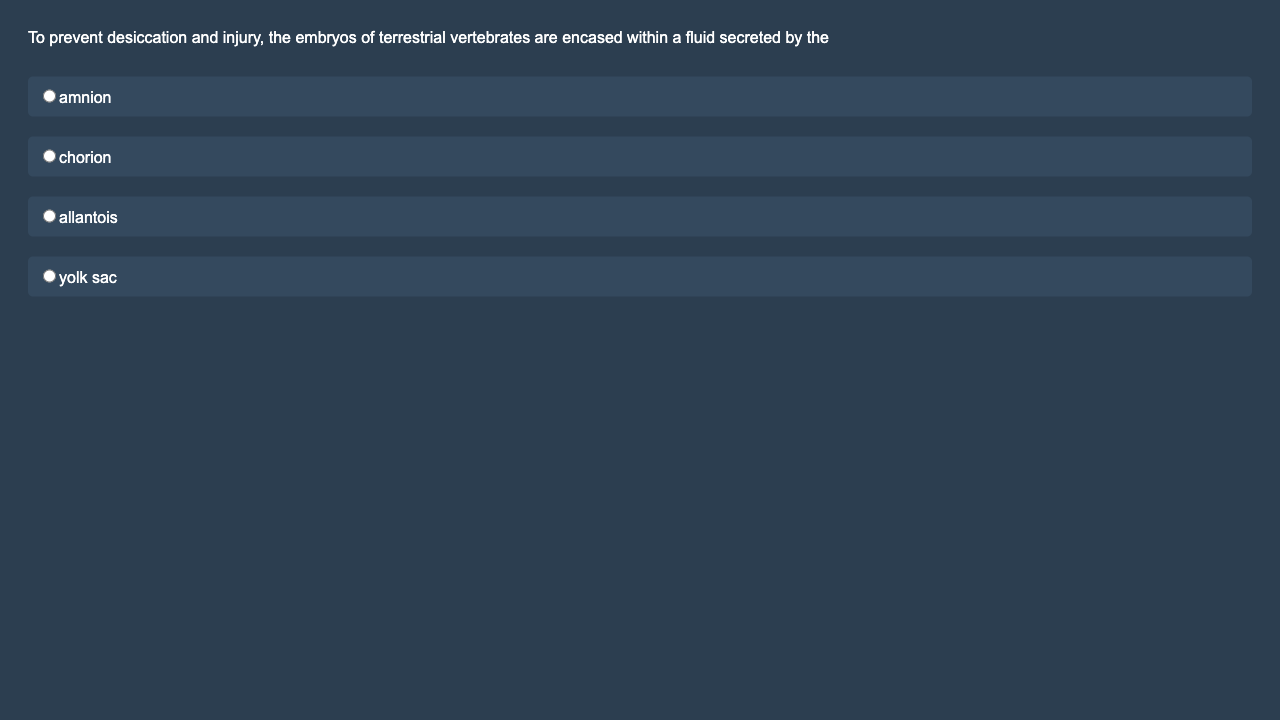 To prevent desiccation and injury, the embryos of terrestrial vertebrates are encased within a fluid secreted by the
amnion
chorion
allantois
yolk sac